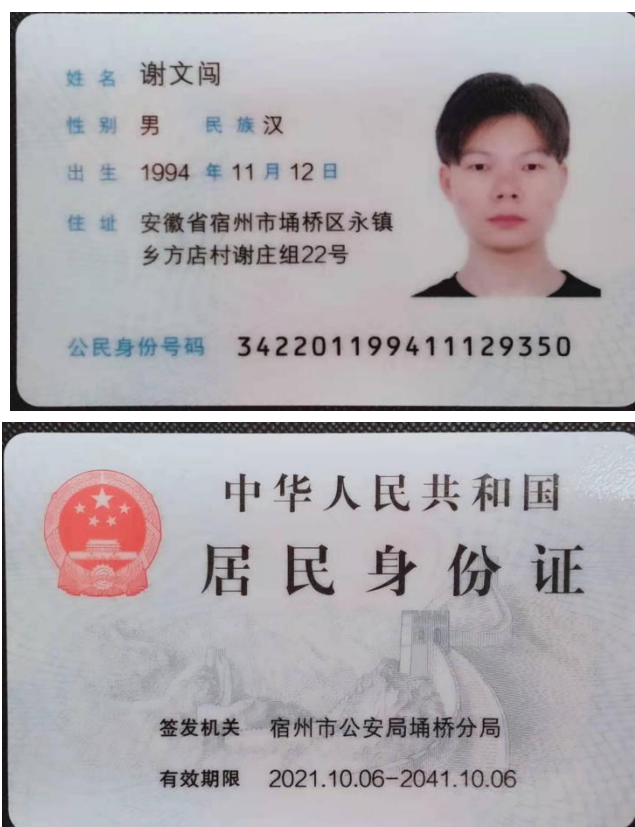 姓名 谢文闯
性别 男 民族 汉
出生 1994 年 11 月 12 日
住址 安徽省宿州市埇桥区永镇
乡方店村谢庄组22号
公民身份号码 342201199411129350
中华人民共和国
居民身份证
签发机关 宿州市公安局埇桥分局
有效期限 2021.10.06-2041.10.06